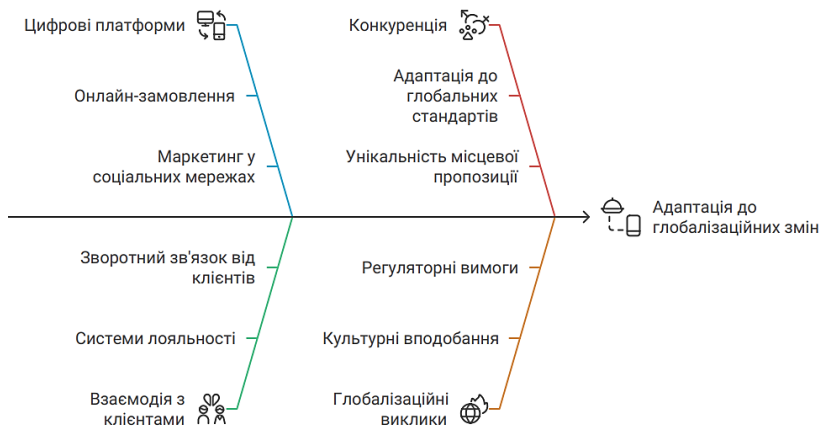 Цифрові платформи
Онлайн-замовлення
Маркетинг у
соціальних мережах
Конкуренція
Адаптація до
глобальних
стандартів
Унікальність місцевої
пропозиції
Адаптація до
глобалізаційних змін
Зворотний зв'язок від
клієнтів
Системи лояльності
Взаємодія з
клієнтами
Регуляторні вимоги
Культурні вподобання
Глобалізаційні
виклики